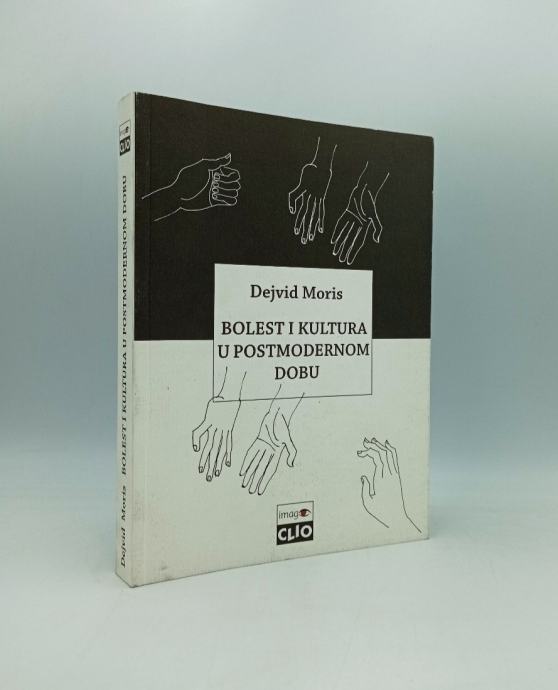 Dejvid Moris
BOLEST I KULTURA
U POSTMODERNOM
DOBU
imago
CLIO
Dejvid Moris BOLEST I KULTURA U POSTMODERNOM DOBU
imago
CLIO